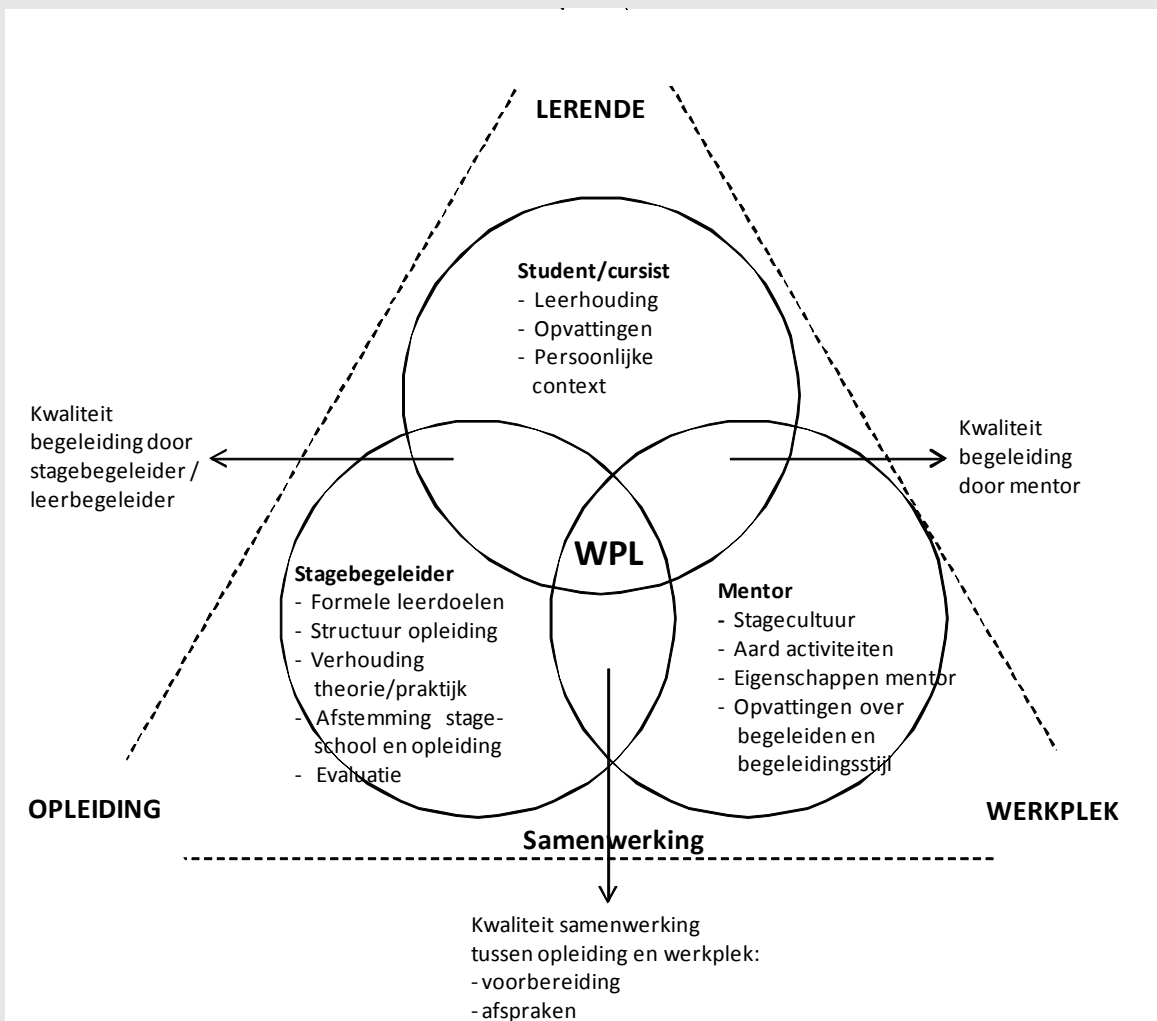 LERENDE
Student/cursist
- Leerhouding
- Opvattingen
- Persoonlijke
context
Kwaliteit
begeleiding door
stagebegeleider /
leerbegeleider
Kwaliteit
begeleiding
door mentor
WPL
Stagebegeleider
- Formele leerdoelen
- Structuur opleiding
- Verhouding
theorie/praktijk
- Afstemming stage-
school en opleiding
- Evaluatie
Mentor
- Stagecultuur
- Aard activiteiten
- Eigenschappen mentor
- Opvattingen over
begeleiden en
begeleidingsstijl
OPLEIDING
WERKPLEK
Samenwerking
Kwaliteit samenwerking
tussen opleiding en werkplek:
- voorbereiding
- afspraken